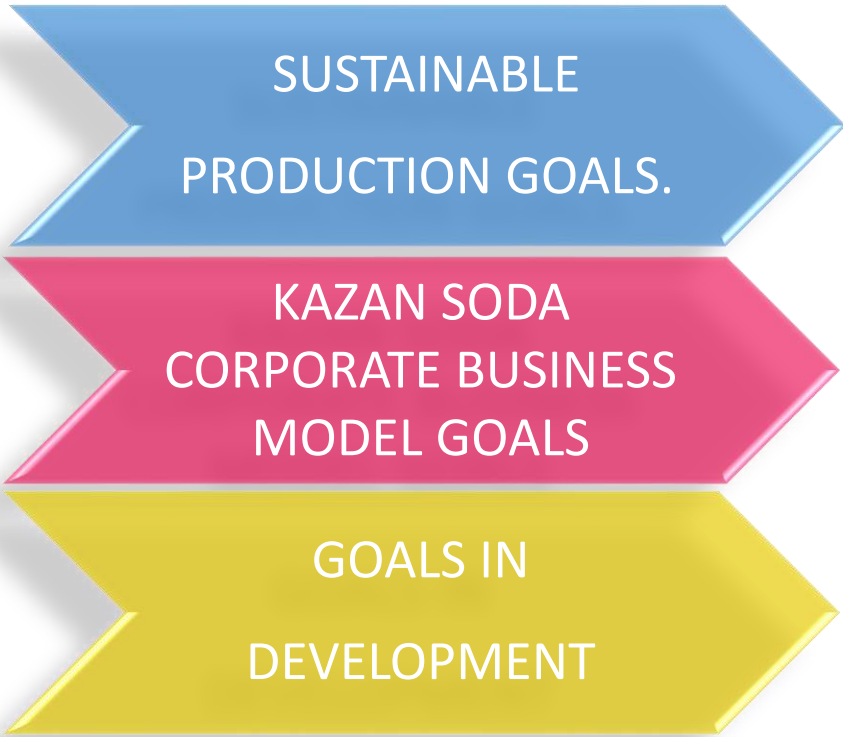 SUSTAINABLE
PRODUCTION GOALS.
KAZAN SODA
CORPORATE BUSINESS
MODEL GOALS
GOALS IN
DEVELOPMENT